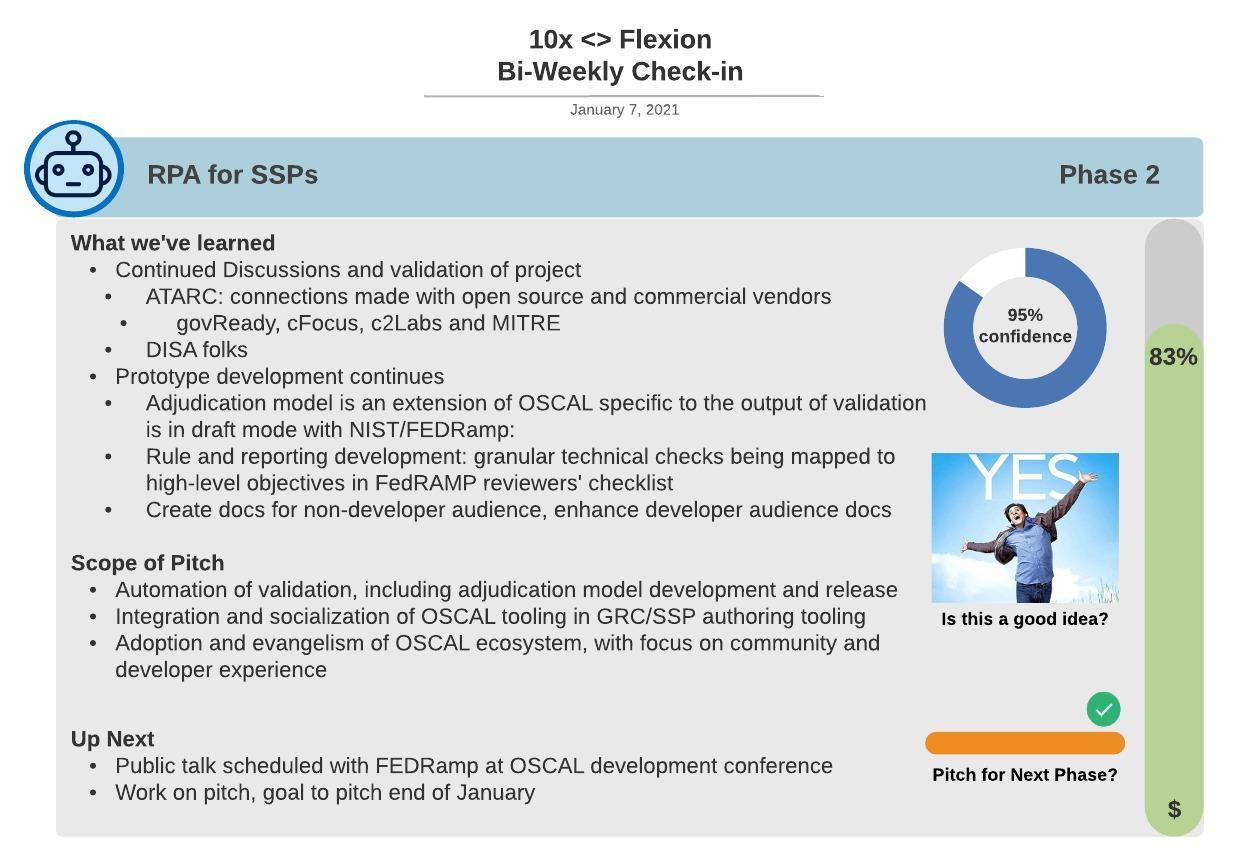 10x <> Flexion
Bi-Weekly Check-in
January 7, 2021
RPA for SSPs
Phase 2
What we've learned
• Continued Discussions and validation of project
• ATARC: connections made with open source and commercial vendors
• govReady, cFocus, c2Labs and MITRE
• DISA folks
• Prototype development continues
• Adjudication model is an extension of OSCAL specific to the output of validation
is in draft mode with NIST/FEDRamp:
• Rule and reporting development: granular technical checks being mapped to
high-level objectives in FedRAMP reviewers' checklist
• Create docs for non-developer audience, enhance developer audience docs
Scope of Pitch
• Automation of validation, including adjudication model development and release
• Integration and socialization of OSCAL tooling in GRC/SSP authoring tooling
• Adoption and evangelism of OSCAL ecosystem, with focus on community and
developer experience
Up Next
• Public talk scheduled with FEDRamp at OSCAL development conference
• Work on pitch, goal to pitch end of January
95%
confidence
YES
Is this a good idea?
Pitch for Next Phase?
83%
$